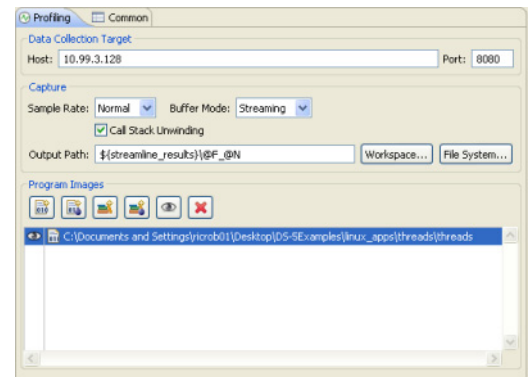 Profiling Common
Data Collection Target
Host: 10.99.3.128 Port: 8080
Capture
Sample Rate: Normal Buffer Mode: Streaming
Call Stack Unwinding
Output Path: ${streamline_results}\@F_@N Workspace... File System...
Program Images
C:\Documents and Settings\ricrob01\Desktop\DS-5Examples\linux_apps\threads\threads